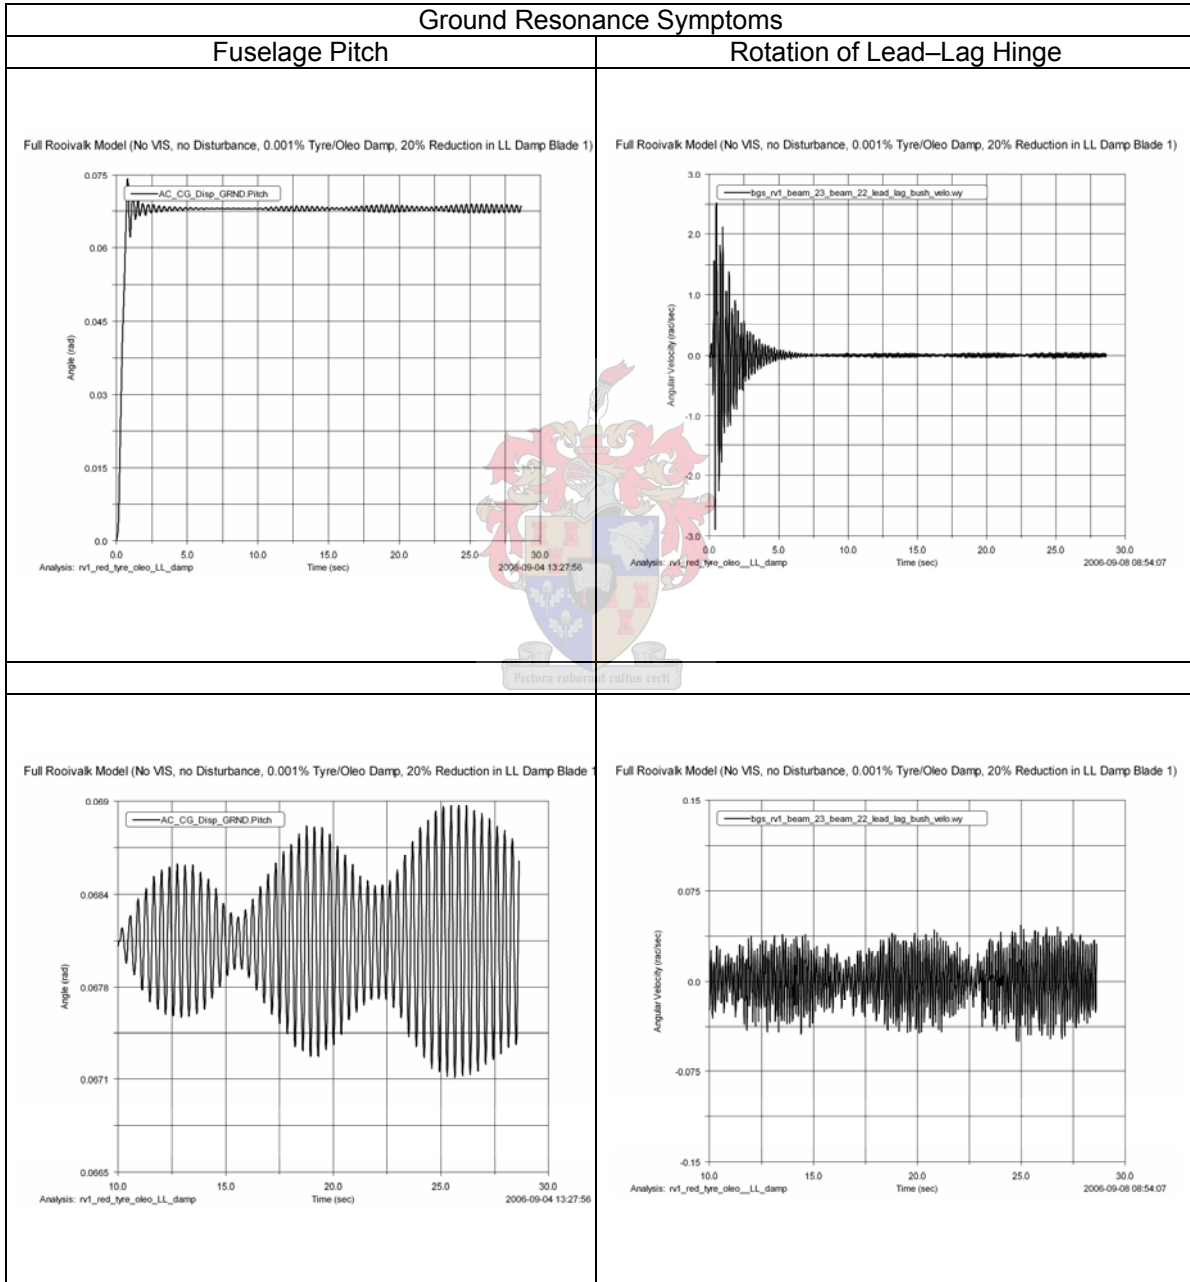 Ground Resonance Symptoms
Fuselage Pitch
Rotation of Lead–Lag Hinge
Full Rooivalk Model (No VIS, no Disturbance, 0.001% Tyre/Oleo Damp, 20% Reduction in LL Damp Blade 1)
AC_CG_Disp_GRND.Pitch
0.075
0.06
0.045
0.03
0.015
0.0
Angle (rad)
0.0 5.0 10.0 15.0 20.0 25.0 30.0
Analysis: rv1_red_tyre_oleo_LL_damp Time (sec) 2006-09-04 13:27:56
Full Rooivalk Model (No VIS, no Disturbance, 0.001% Tyre/Oleo Damp, 20% Reduction in LL Damp Blade 1)
bgs_rv1_beam_23_beam_22_lead_lag_bush_velo.wy
3.0
2.0
1.0
0.0
-1.0
-2.0
-3.0
Angular Velocity (rad/sec)
0.0 5.0 10.0 15.0 20.0 25.0 30.0
Analysis: rv1_red_tyre_oleo__LL_damp Time (sec) 2006-09-08 08:54:07
Pectora roborant cultus recti
Full Rooivalk Model (No VIS, no Disturbance, 0.001% Tyre/Oleo Damp, 20% Reduction in LL Damp Blade 1
AC_CG_Disp_GRND.Pitch
0.069
0.0684
0.0678
0.0671
0.0665
Angle (rad)
10.0 15.0 20.0 25.0 30.0
Analysis: rv1_red_tyre_oleo_LL_damp Time (sec) 2006-09-04 13:27:56
Full Rooivalk Model (No VIS, no Disturbance, 0.001% Tyre/Oleo Damp, 20% Reduction in LL Damp Blade 1)
bgs_rv1_beam_23_beam_22_lead_lag_bush_velo.wy
0.15
0.075
0.0
-0.075
-0.15
Angular Velocity (rad/sec)
10.0 15.0 20.0 25.0 30.0
Analysis: rv1_red_tyre_oleo__LL_damp Time (sec) 2006-09-08 08:54:07